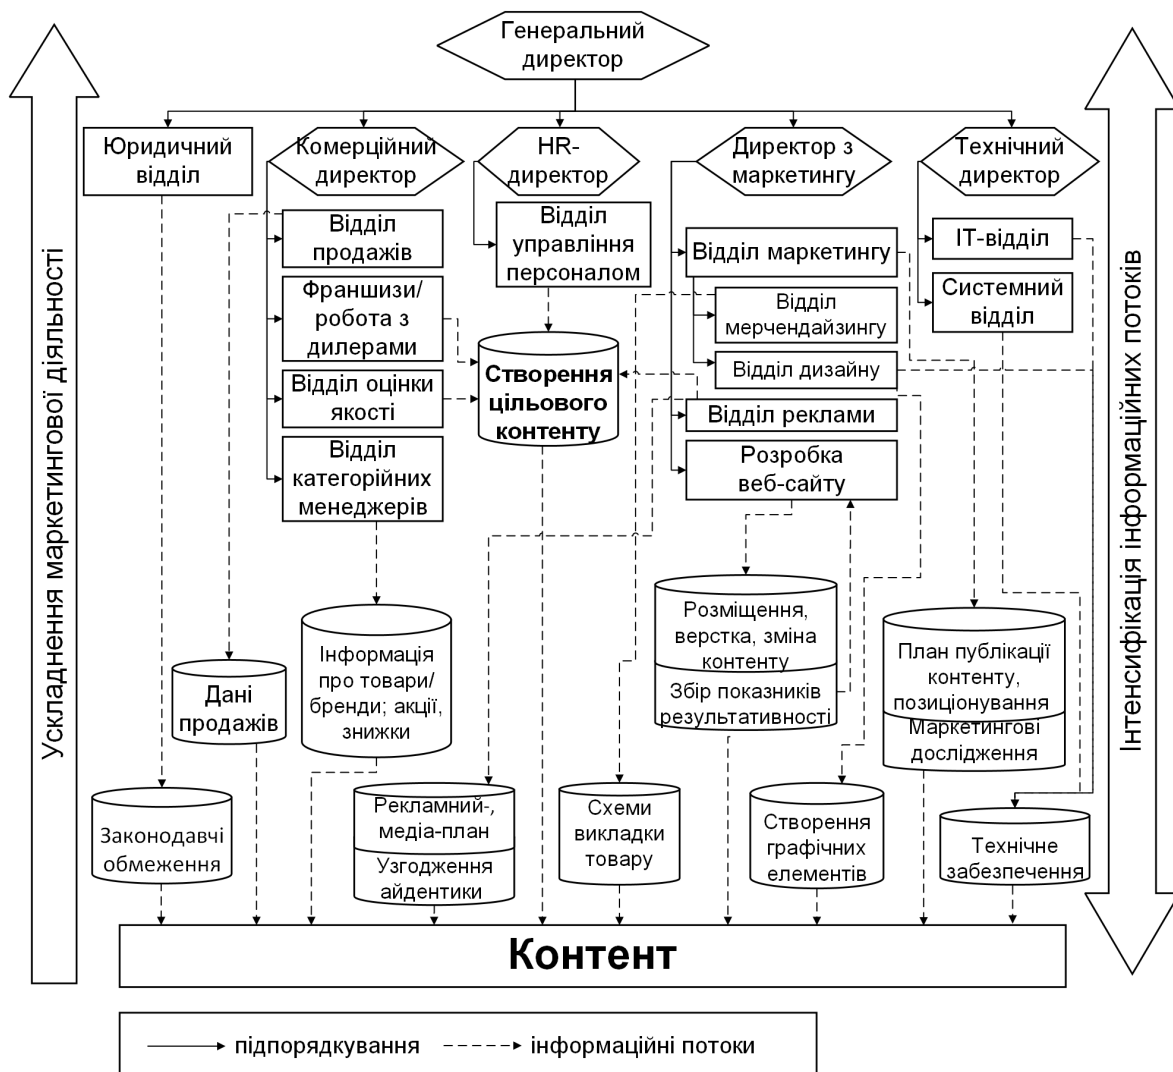 Генеральний
директор
Юридичний
відділ
Комерційний
директор
HR-
директор
Директор з
маркетингу
Технічний
директор
Відділ
продажів
Франшизи/
робота з
дилерами
Відділ оцінки
якості
Відділ
категорійних
менеджерів
Відділ
управління
персоналом
Створення
цільового
контенту
Відділ маркетингу
Відділ
мерчендайзингу
Відділ дизайну
Відділ реклами
Розробка
веб-сайту
ІТ-відділ
Системний
відділ
Ускладнення маркетингової діяльності
Інтенсифікація інформаційних потоків
Дані
продажів
Інформація
про товари/
бренди; акції,
знижки
Розміщення,
верстка, зміна
контенту
Збір показників
результативності
План публікації
контенту,
позиціонування
Маркетингові
дослідження
Законодавчі
обмеження
Рекламний-,
медіа-план
Узгодження
айдентики
Схеми
викладки
товару
Створення
графічних
елементів
Технічне
забезпечення
Контент
підпорядкування
інформаційні потоки